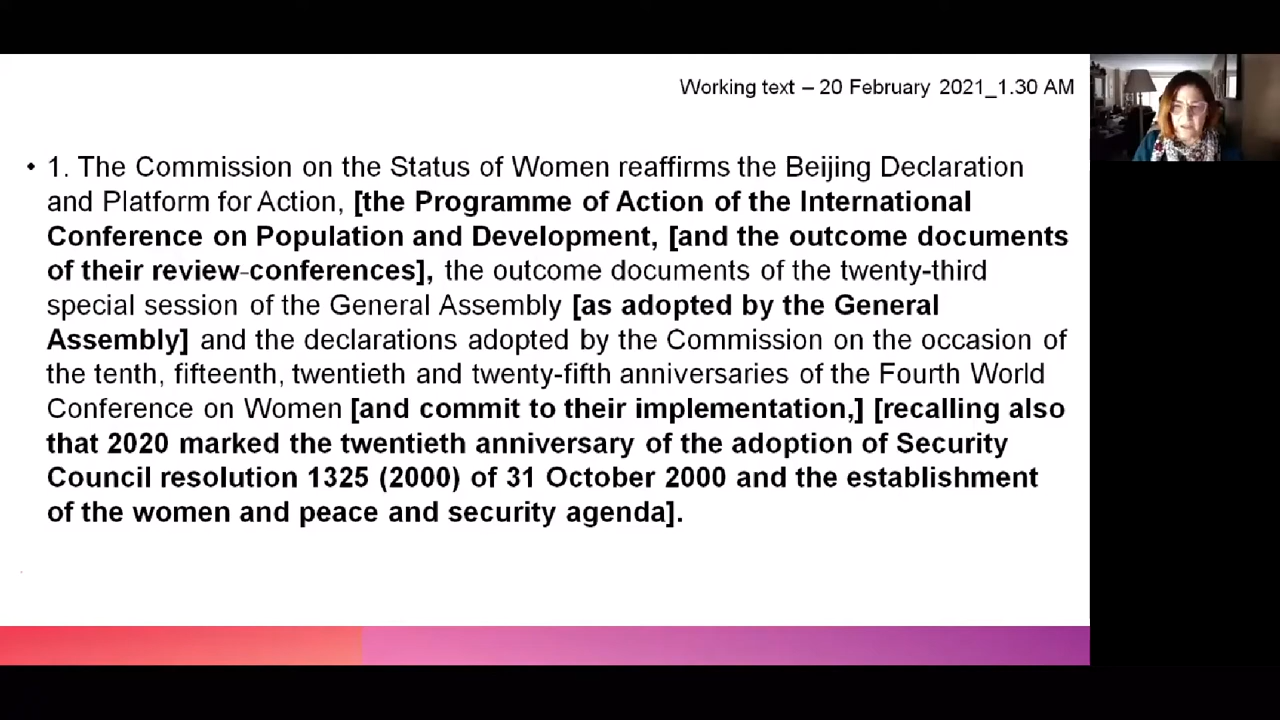 Working text – 20 February 2021_1.30 AM
• 1. The Commission on the Status of Women reaffirms the Beijing Declaration
and Platform for Action, [the Programme of Action of the International
Conference on Population and Development, [and the outcome documents
of their review-conferences], the outcome documents of the twenty-third
special session of the General Assembly [as adopted by the General
Assembly] and the declarations adopted by the Commission on the occasion of
the tenth, fifteenth, twentieth and twenty-fifth anniversaries of the Fourth World
Conference on Women [and commit to their implementation,] [recalling also
that 2020 marked the twentieth anniversary of the adoption of Security
Council resolution 1325 (2000) of 31 October 2000 and the establishment
of the women and peace and security agenda].